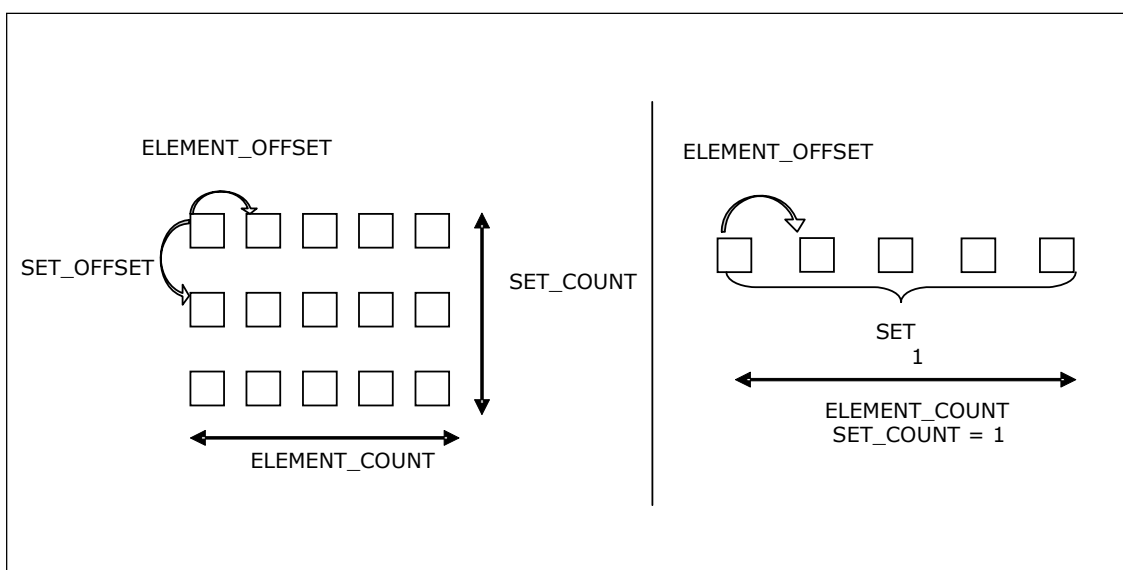 ELEMENT_OFFSET
SET_OFFSET
SET_COUNT
ELEMENT_COUNT
ELEMENT_OFFSET
SET
1
ELEMENT_COUNT
SET_COUNT = 1